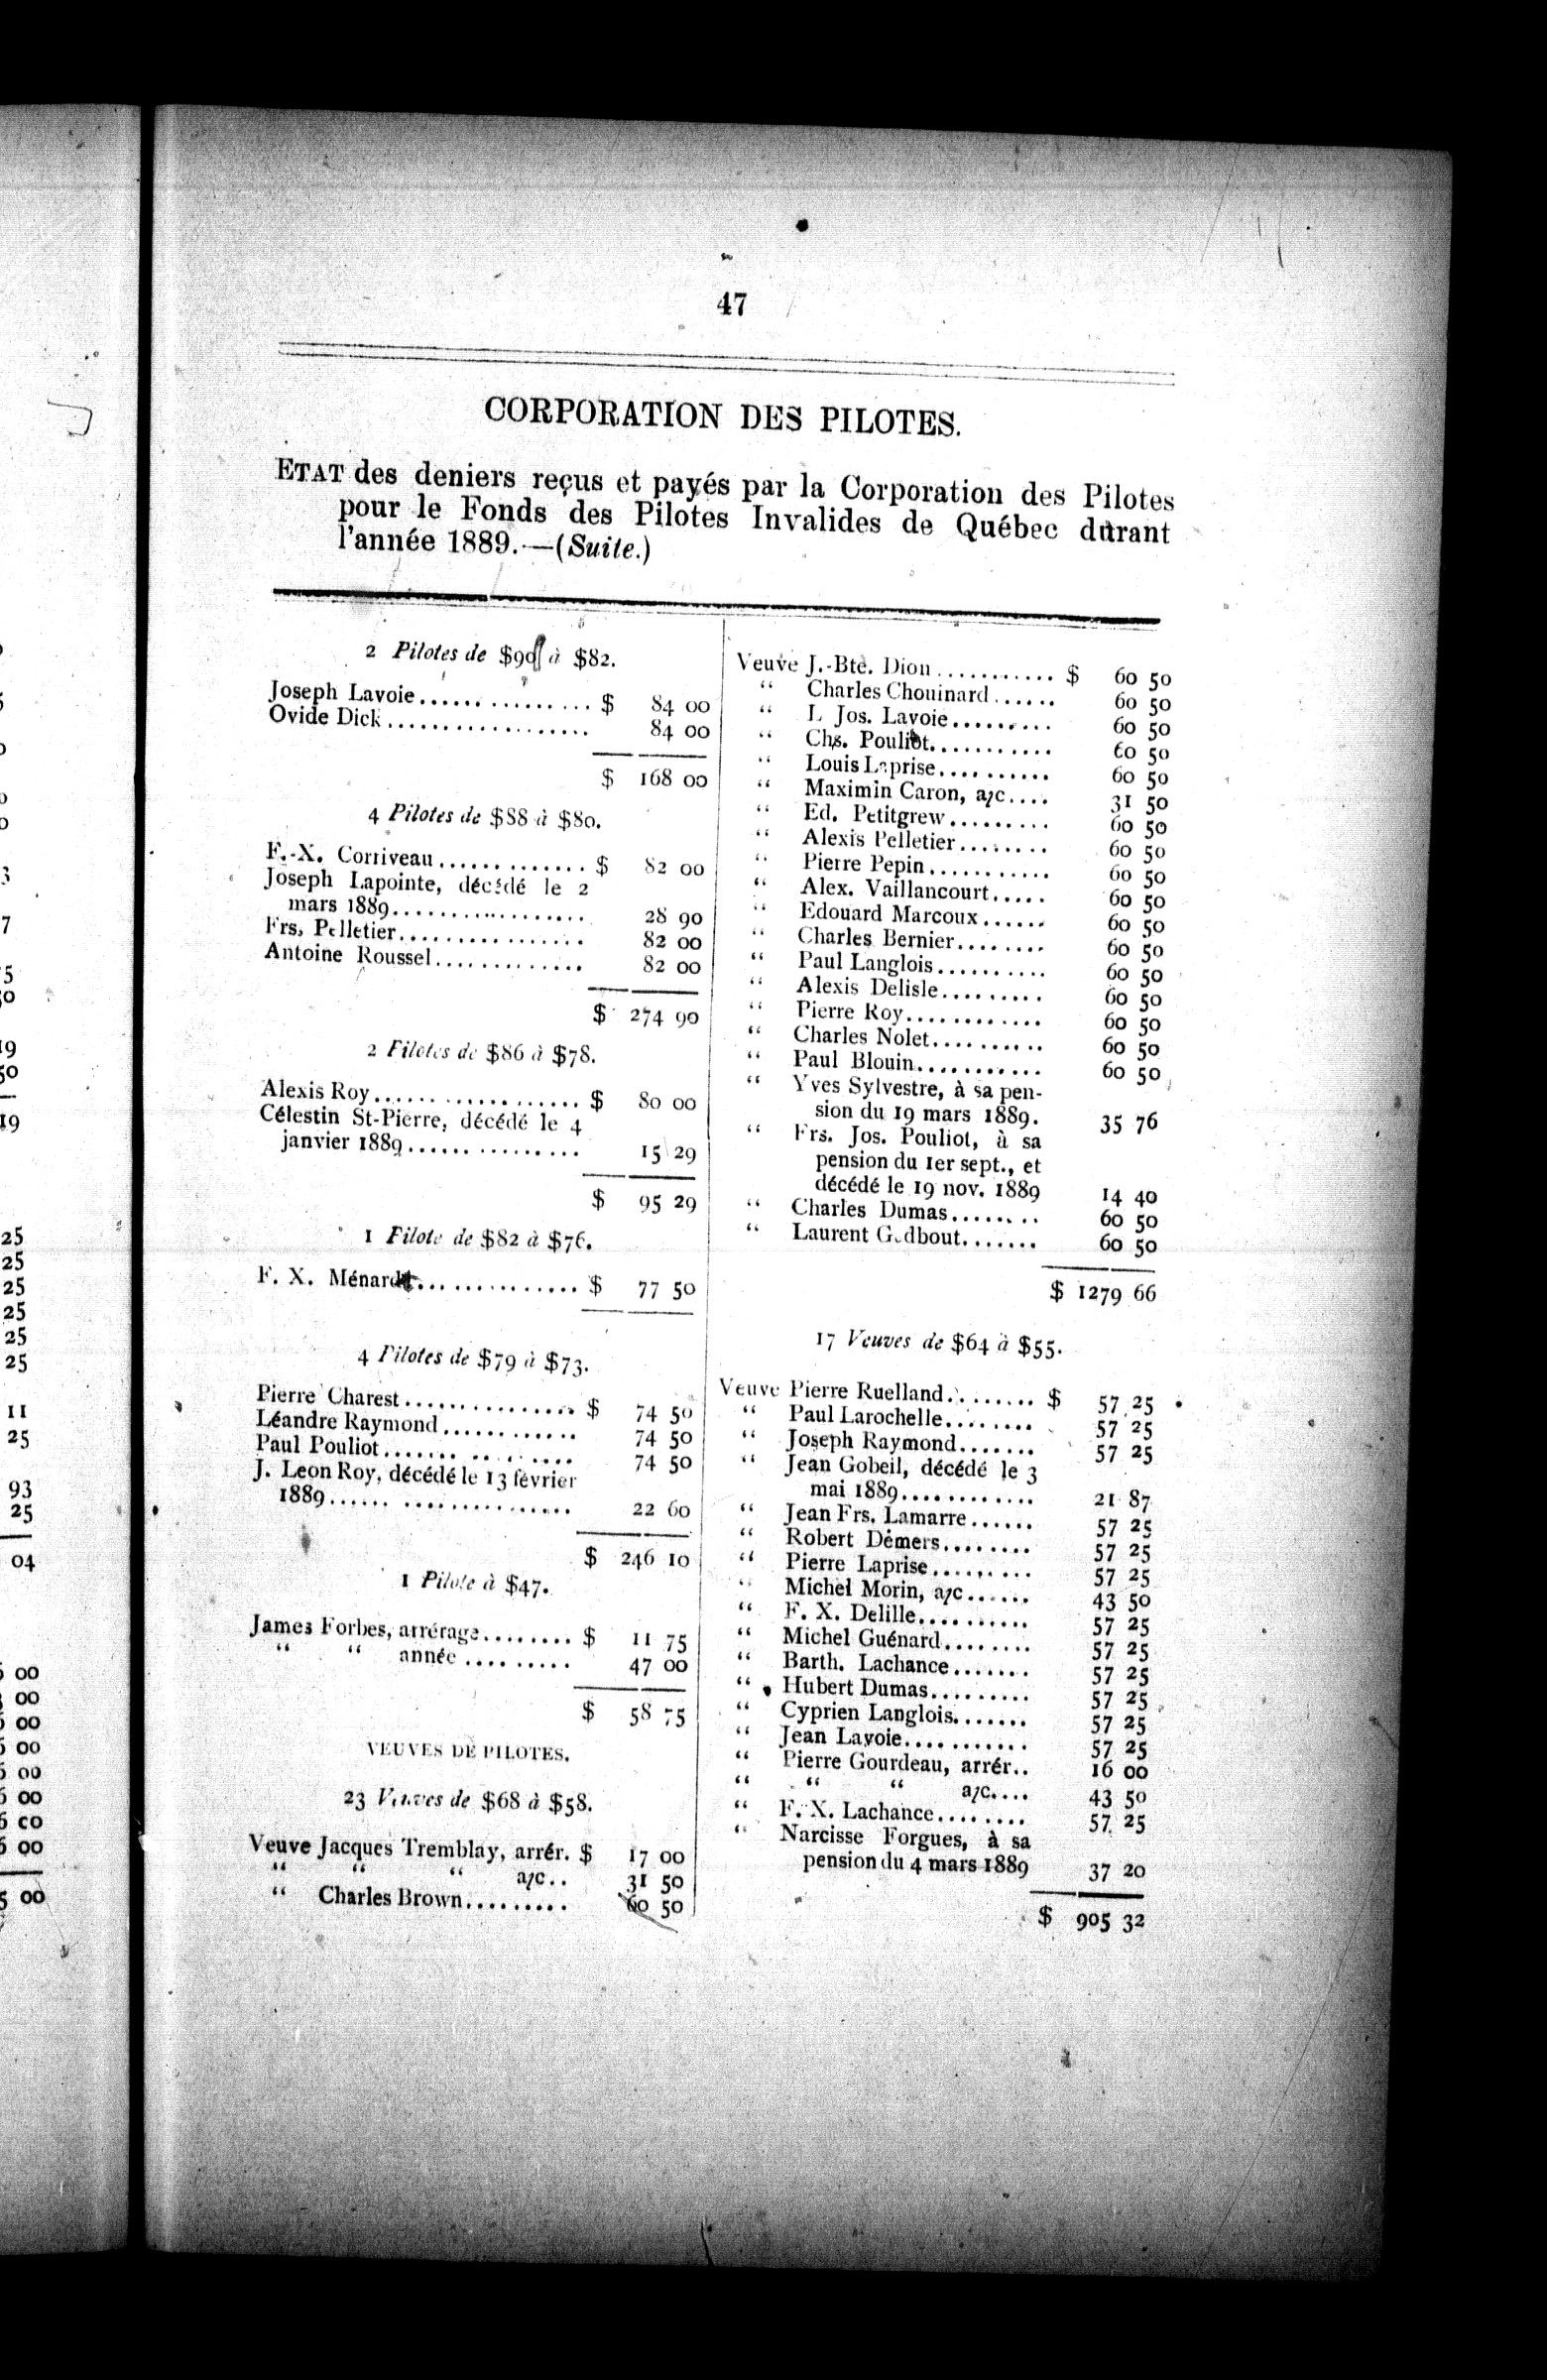 47
CORPORATION DES PILOTES.
ETAT des deniers reçus et payés par la Corporation des Pilotes
pour le Fonds des Pilotes Invalides de Québec durant
l'année 1889.—(Suite.)
2 Pilotes de $90 à $82.
Joseph Lavoie................ $ 84 00
Ovide Dick.................. 84 00
$ 168 00
4 Pilotes de $88 à $80.
F.-X. Corriveau............. $ 82 00
Joseph Lapointe, décédé le 2
mars 1889.................. 28 90
Frs, Pelletier................ 82 00
Antoine Roussel............. 82 00
$ 274 90
2 Pilotes de $86 à $78.
Alexis Roy.................. $ 80 00
Célestin St-Pierre, décédé le 4
janvier 1889................ 15 29
$ 95 29
1 Pilote de $82 à $76.
F. X. Ménard.............. $ 77 50
4 Pilotes de $79 à $73.
Pierre Charest............... $ 74 50
Léandre Raymond............ 74 50
Paul Pouliot................ 74 50
J. Leon Roy, décédé le 13 février
1889...................... 22 60
$ 246 10
1 Pilote à $47.
James Forbes, arrérage........ $ 11 75
“ “ année.......... 47 00
$ 58 75
VEUVES DE PILOTES.
23 Veuves de $68 à $58.
Veuve Jacques Tremblay, arrér. $ 17 00
“ “ “ a/c.. 31 50
“ Charles Brown......... 60 50
Veuve J.-Bte. Dion........... $ 60 50
“ Charles Chouinard...... 60 50
“ L Jos. Lavoie......... 60 50
“ Chs. Pouliot........... 60 50
“ Louis Laprise.......... 60 50
“ Maximin Caron, a/c.... 31 50
“ Ed. Petitgrew......... 60 50
“ Alexis Pelletier........ 60 50
“ Pierre Pepin........... 60 50
“ Alex. Vaillancourt..... 60 50
“ Edouard Marcoux...... 60 50
“ Charles Bernier........ 60 50
“ Paul Langlois.......... 60 50
“ Alexis Delisle......... 60 50
“ Pierre Roy............ 60 50
“ Charles Nolet.......... 60 50
“ Paul Blouin........... 60 50
“ Yves Sylvestre, à sa pen-
sion du 19 mars 1889. 35 76
“ Frs. Jos. Pouliot, à sa
pension du 1er sept., et
décédé le 19 nov. 1889 14 40
“ Charles Dumas........ 60 50
“ Laurent Godbout....... 60 50
$ 1279 66
17 Veuves de $64 à $55.
Veuve Pierre Ruelland........ $ 57 25
“ Paul Larochelle........ 57 25
“ Joseph Raymond....... 57 25
“ Jean Gobeil, décédé le 3
mai 1889............ 21 87
“ Jean Frs. Lamarre...... 57 25
“ Robert Demers........ 57 25
“ Pierre Laprise......... 57 25
“ Michel Morin, a/c...... 43 50
“ F. X. Delille.......... 57 25
“ Michel Guénard........ 57 25
“ Barth. Lachance....... 57 25
“ Hubert Dumas......... 57 25
“ Cyprien Langlois....... 57 25
“ Jean Lavoie........... 57 25
“ Pierre Gourdeau, arrér.. 16 00
“ “ “ a/c.... 43 50
“ F. X. Lachance........ 57 25
“ Narcisse Forgues, à sa
pension du 4 mars 1889 37 20
$ 905 32